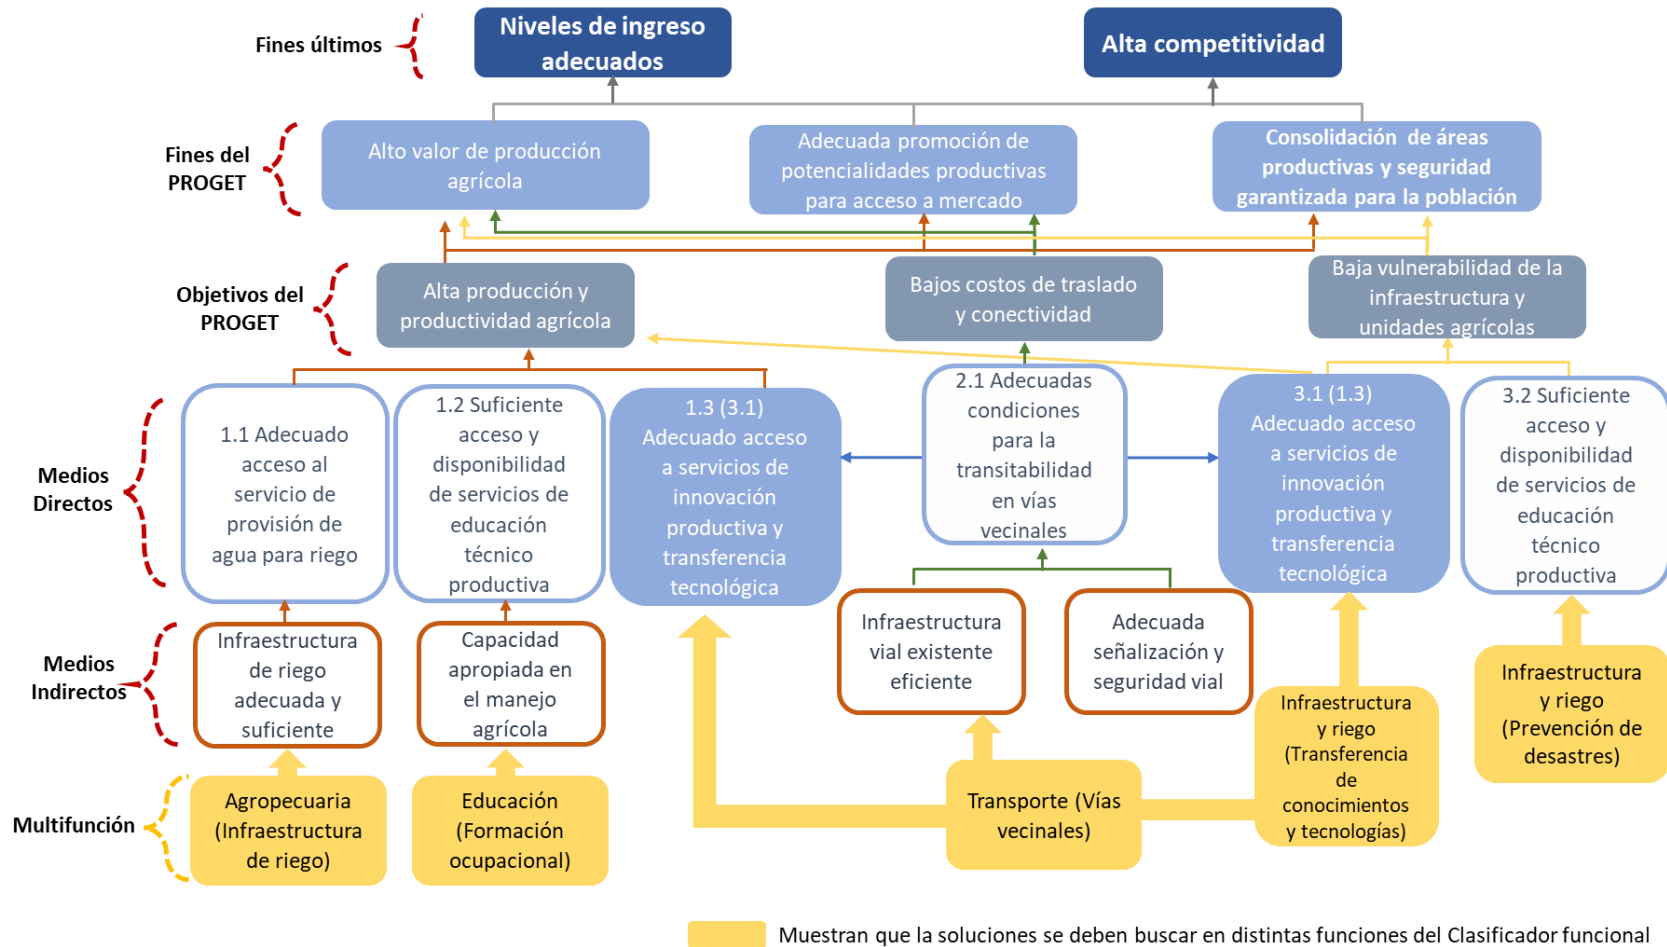 Fines últimos
Niveles de ingreso
adecuados
Alta competitividad
Fines del
PROGET
Alto valor de producción
agrícola
Adecuada promoción de
potencialidades productivas
para acceso a mercado
Consolidación de áreas
productivas y seguridad
garantizada para la población
Objetivos del
PROGET
Alta producción y
productividad agrícola
Bajos costos de traslado
y conectividad
Baja vulnerabilidad de la
infraestructura y
unidades agrícolas
Medios
Directos
1.1 Adecuado
acceso al
servicio de
provisión de
agua para riego
1.2 Suficiente
acceso y
disponibilidad
de servicios de
educación
técnico
productiva
1.3 (3.1)
Adecuado acceso
a servicios de
innovación
productiva y
transferencia
tecnológica
2.1 Adecuadas
condiciones
para la
transitabilidad
en vías
vecinales
3.1 (1.3)
Adecuado acceso
a servicios de
innovación
productiva y
transferencia
tecnológica
3.2 Suficiente
acceso y
disponibilidad
de servicios de
educación
técnico
productiva
Medios
Indirectos
Infraestructura
de riego
adecuada y
suficiente
Capacidad
apropiada en
el manejo
agrícola
Infraestructura
vial existente
eficiente
Adecuada
señalización y
seguridad vial
Infraestructura
y riego
(Transferencia
de
conocimientos
y tecnologías)
Infraestructura
y riego
(Prevención de
desastres)
Multifunción
Agropecuaria
(Infraestructura
de riego)
Educación
(Formación
ocupacional)
Transporte (Vías
vecinales)
Muestran que la soluciones se deben buscar en distintas funciones del Clasificador funcional